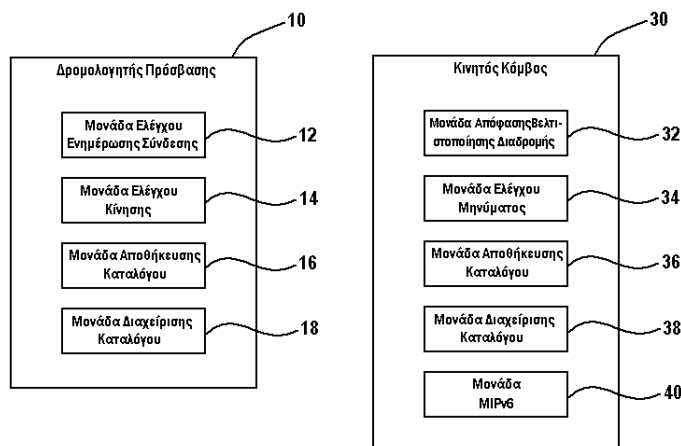 10
Δρομολογητής Πρόσβασης
Μονάδα Ελέγχου
Ενημέρωσης Σύνδεσης
12
Μονάδα Ελέγχου
Κίνησης
14
Μονάδα Αποθήκευσης
Καταλόγου
16
Μονάδα Διαχείρισης
Καταλόγου
18
30
Κινητός Κόμβος
Μονάδα ΑπόφασηςΒελτι-
στοποίησης Διαδρομής
32
Μονάδα Ελέγχου
Μηνύματος
34
Μονάδα Αποθήκευσης
Καταλόγου
36
Μονάδα Διαχείρισης
Καταλόγου
38
Μονάδα
MIPv6
40